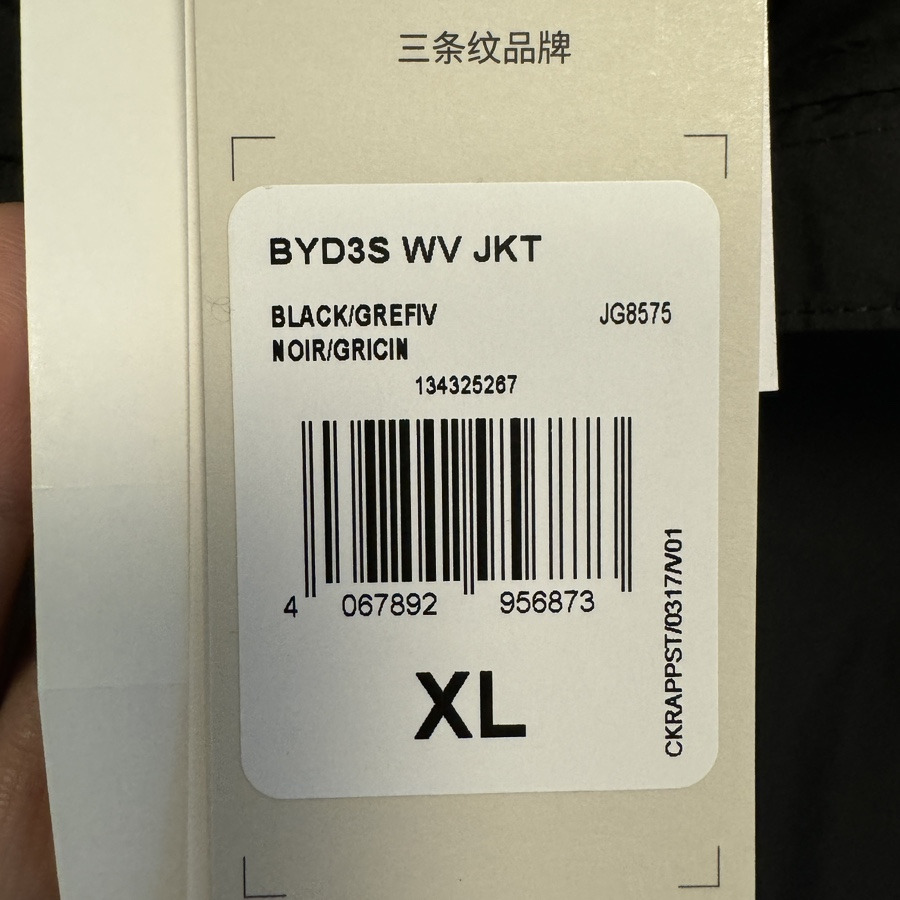 三条纹品牌
BYD3S WV JKT
BLACK/GREFIV JG8575
NOIR/GRICIN
134325267
4 067892 956873
XL
CKRAPPST/0317/V01